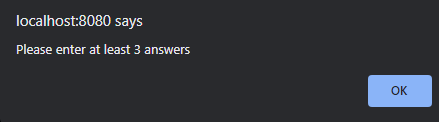 localhost:8080 says
Please enter at least 3 answers
OK